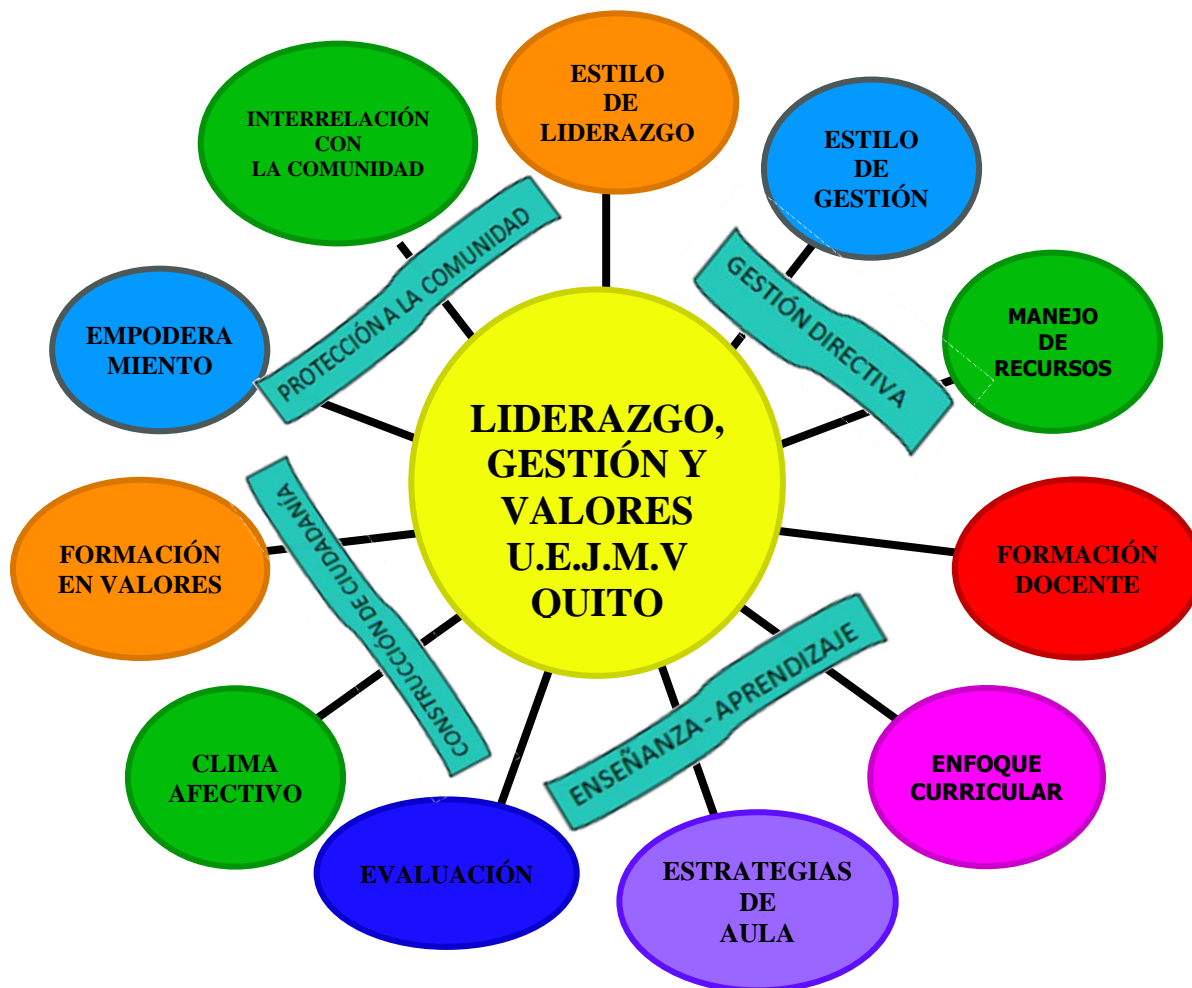 ESTILO
DE
LIDERAZGO
INTERRELACIÓN
CON
LA COMUNIDAD
ESTILO
DE
GESTIÓN
PROTECCIÓN A LA COMUNIDAD
GESTIÓN DIRECTIVA
EMPODERA
MIENTO
MANEJO
DE
RECURSOS
LIDERAZGO,
GESTIÓN Y
VALORES
U.E.J.M.V
QUITO
FORMACIÓN
EN VALORES
CONSTRUCCIÓN DE CIUDADANÍA
FORMACIÓN
DOCENTE
ENSEÑANZA - APRENDIZAJE
CLIMA
AFECTIVO
ENFOQUE
CURRICULAR
EVALUACIÓN
ESTRATEGIAS
DE
AULA